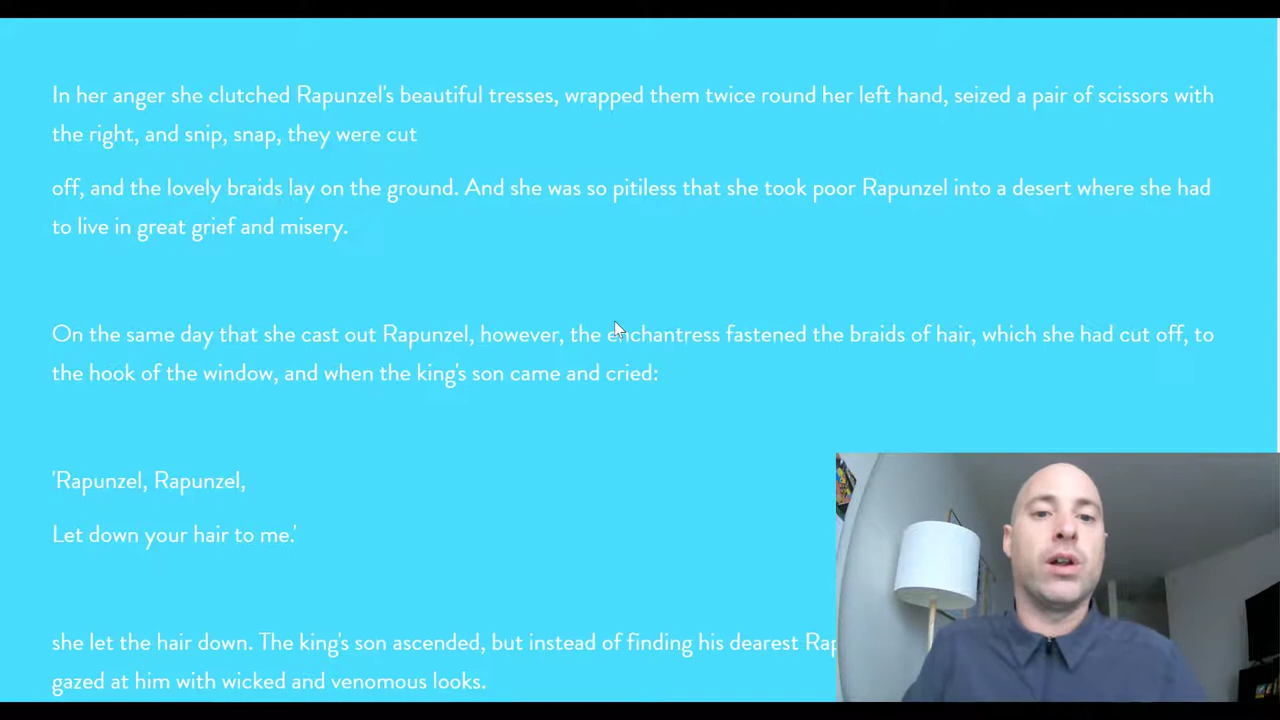 In her anger she clutched Rapunzel's beautiful tresses, wrapped them twice round her left hand, seized a pair of scissors with
the right, and snip, snap, they were cut
off, and the lovely braids lay on the ground. And she was so pitiless that she took poor Rapunzel into a desert where she had
to live in great grief and misery.
On the same day that she cast out Rapunzel, however, the enchantress fastened the braids of hair, which she had cut off, to
the hook of the window, and when the king's son came and cried:
'Rapunzel, Rapunzel,
Let down your hair to me.'
she let the hair down. The king's son ascended, but instead of finding his dearest
gazed at him with wicked and venomous looks.